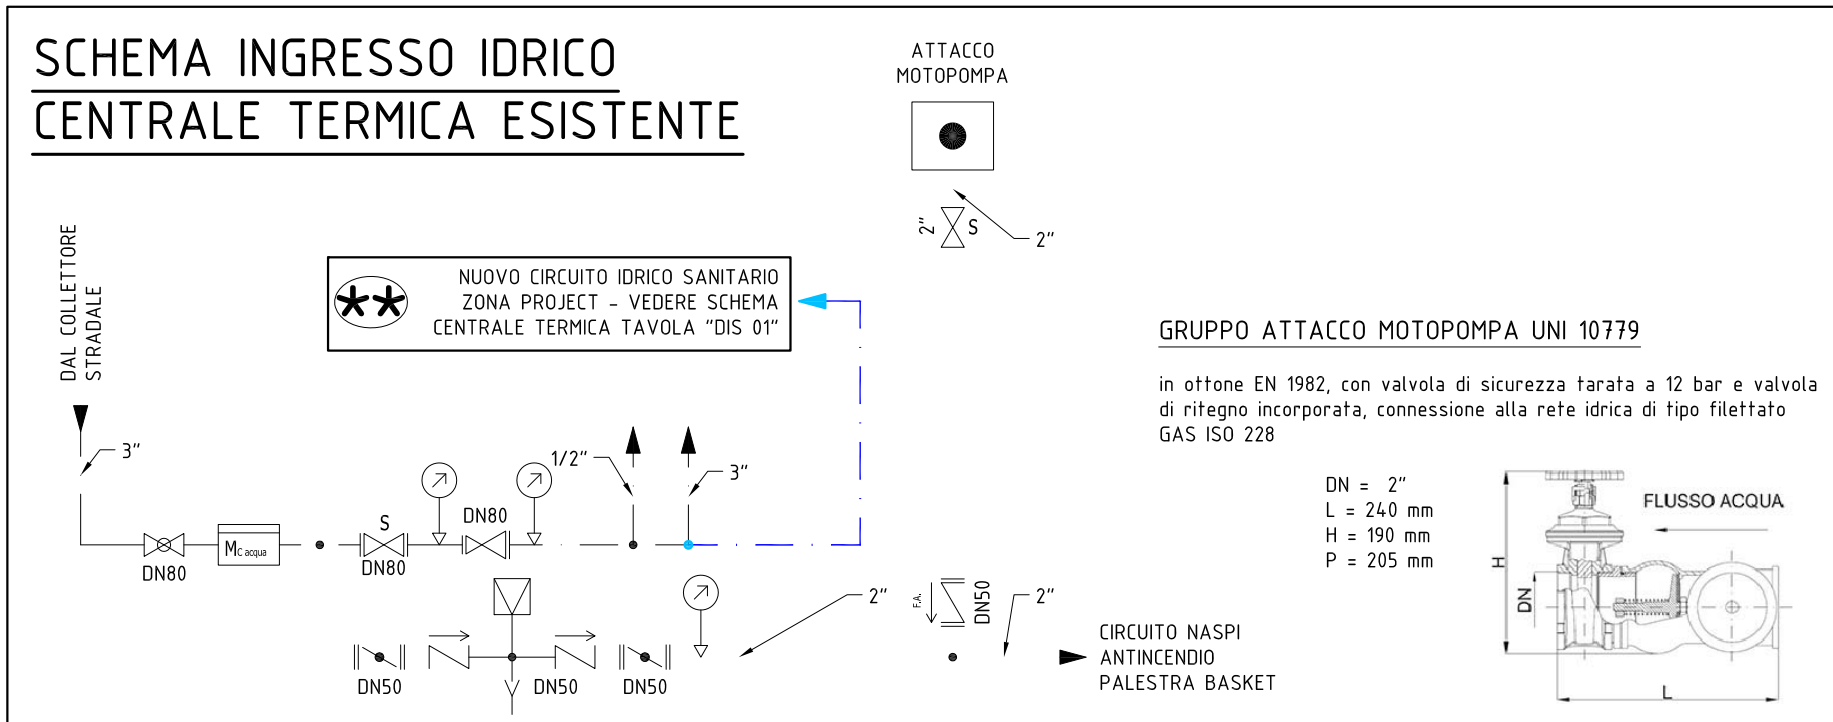 SCHEMA INGRESSO IDRICO
CENTRALE TERMICA ESISTENTE
ATTACCO
MOTOPOMPA
2"
S
2"
DAL COLLETTORE
STRADALE
NUOVO CIRCUITO IDRICO SANITARIO
ZONA PROJECT - VEDERE SCHEMA
CENTRALE TERMICA TAVOLA "DIS 01"
3"
DN80
Mc acqua
S
DN80
DN80
1/2"
3"
DN50
DN50
DN50
2"
F.A.
DN50
2"
CIRCUITO NASPI
ANTINCENDIO
PALESTRA BASKET
GRUPPO ATTACCO MOTOPOMPA UNI 10779
in ottone EN 1982, con valvola di sicurezza tarata a 12 bar e valvola
di ritegno incorporata, connessione alla rete idrica di tipo filettato
GAS ISO 228
DN = 2"
L = 240 mm
H = 190 mm
P = 205 mm
FLUSSO ACQUA
H
DN
L